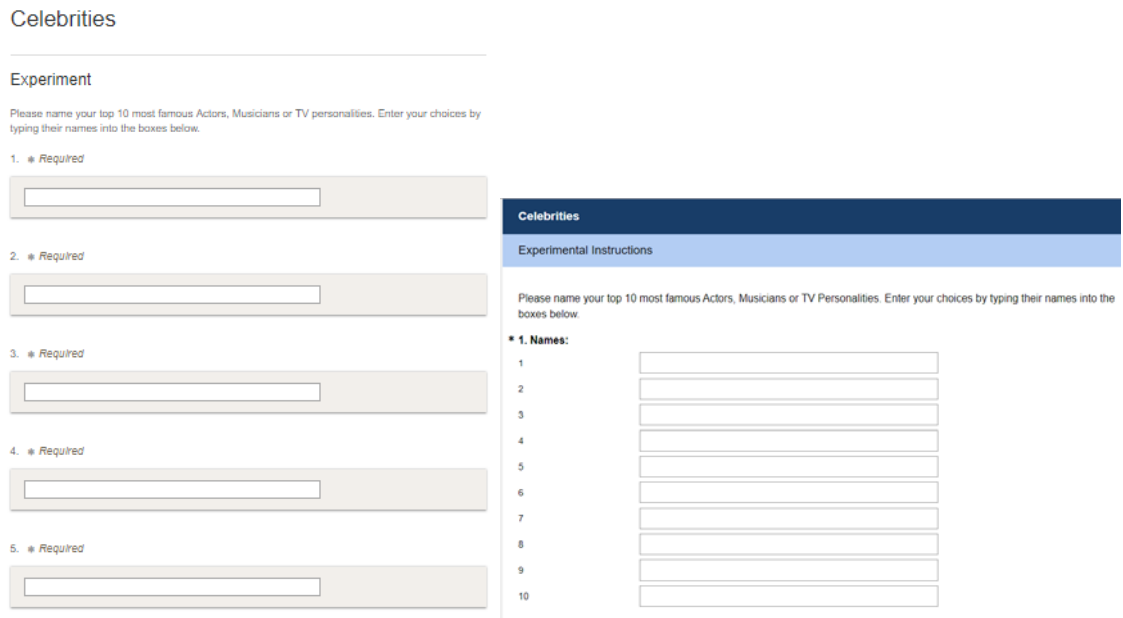 Celebrities
Experiment
Please name your top 10 most famous Actors, Musicians or TV personalities. Enter your choices by
typing their names into the boxes below.
1. * Required
2. * Required
3. * Required
4. * Required
5. * Required
Celebrities
Experimental Instructions
Please name your top 10 most famous Actors, Musicians or TV Personalities. Enter your choices by typing their names into the
boxes below.
* 1. Names:
1
2
3
4
5
6
7
8
9
10